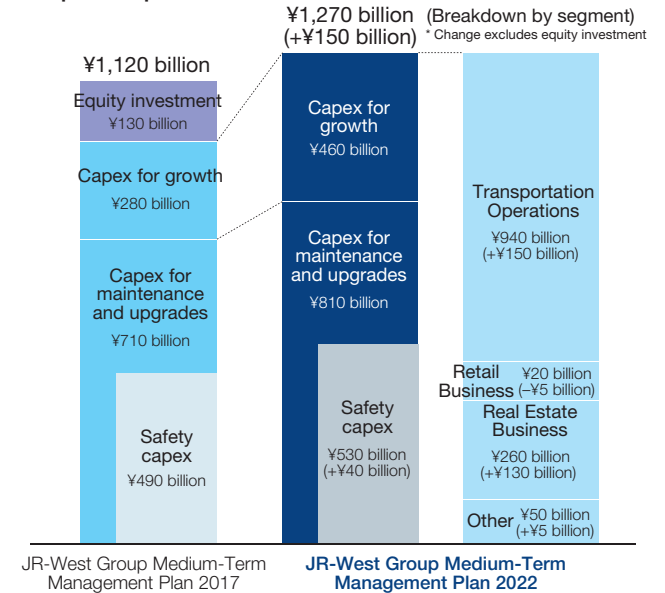 ¥1,120 billion
Equity investment
¥130 billion
Capex for growth
¥280 billion
Capex for
maintenance
and upgrades
¥710 billion
Safety
capex
¥490 billion
JR-West Group Medium-Term
Management Plan 2017
¥1,270 billion
(+¥150 billion)
Capex for
growth
¥460 billion
Capex for
maintenance
and upgrades
¥810 billion
Safety
capex
¥530 billion
(+¥40 billion)
JR-West Group Medium-Term
Management Plan 2022
(Breakdown by segment)
* Change excludes equity investment
Transportation
Operations
¥940 billion
(+¥150 billion)
Retail ¥20 billion
Business (–¥5 billion)
Real Estate
Business
¥260 billion
(+¥130 billion)
Other ¥50 billion
(+¥5 billion)